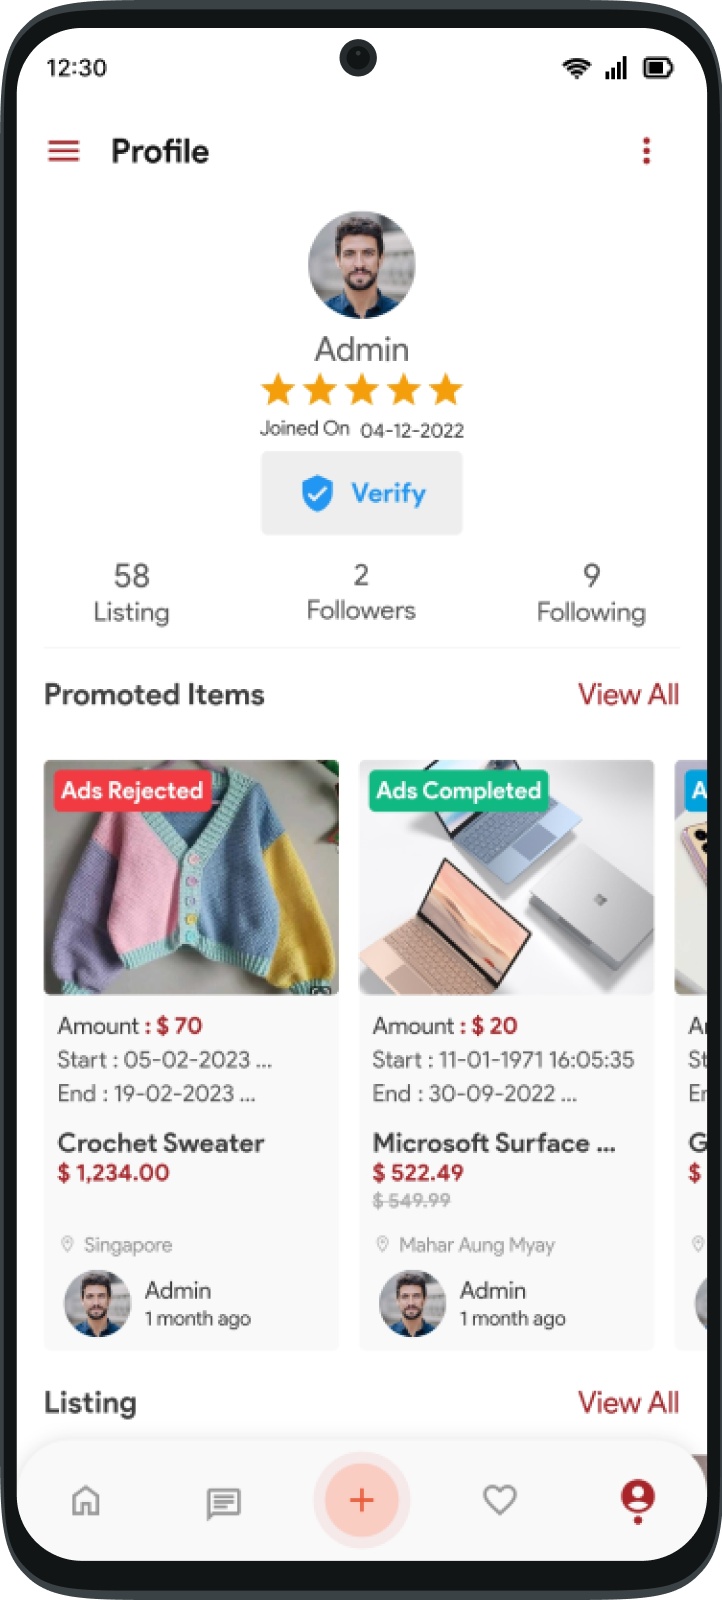 12:30
Profile
Admin
Joined On 04-12-2022
Verify
58 2 9
Listing Followers Following
Promoted Items View All
Ads Rejected
Amount : $ 70
Start : 05-02-2023 ...
End : 19-02-2023 ...
Crochet Sweater
$ 1,234.00
Singapore
Admin
1 month ago
Ads Completed
Amount : $ 20
Start : 11-01-1971 16:05:35
End : 30-09-2022 ...
Microsoft Surface ...
$ 522.49
$ 549.99
Mahar Aung Myay
Admin
1 month ago
Listing View All